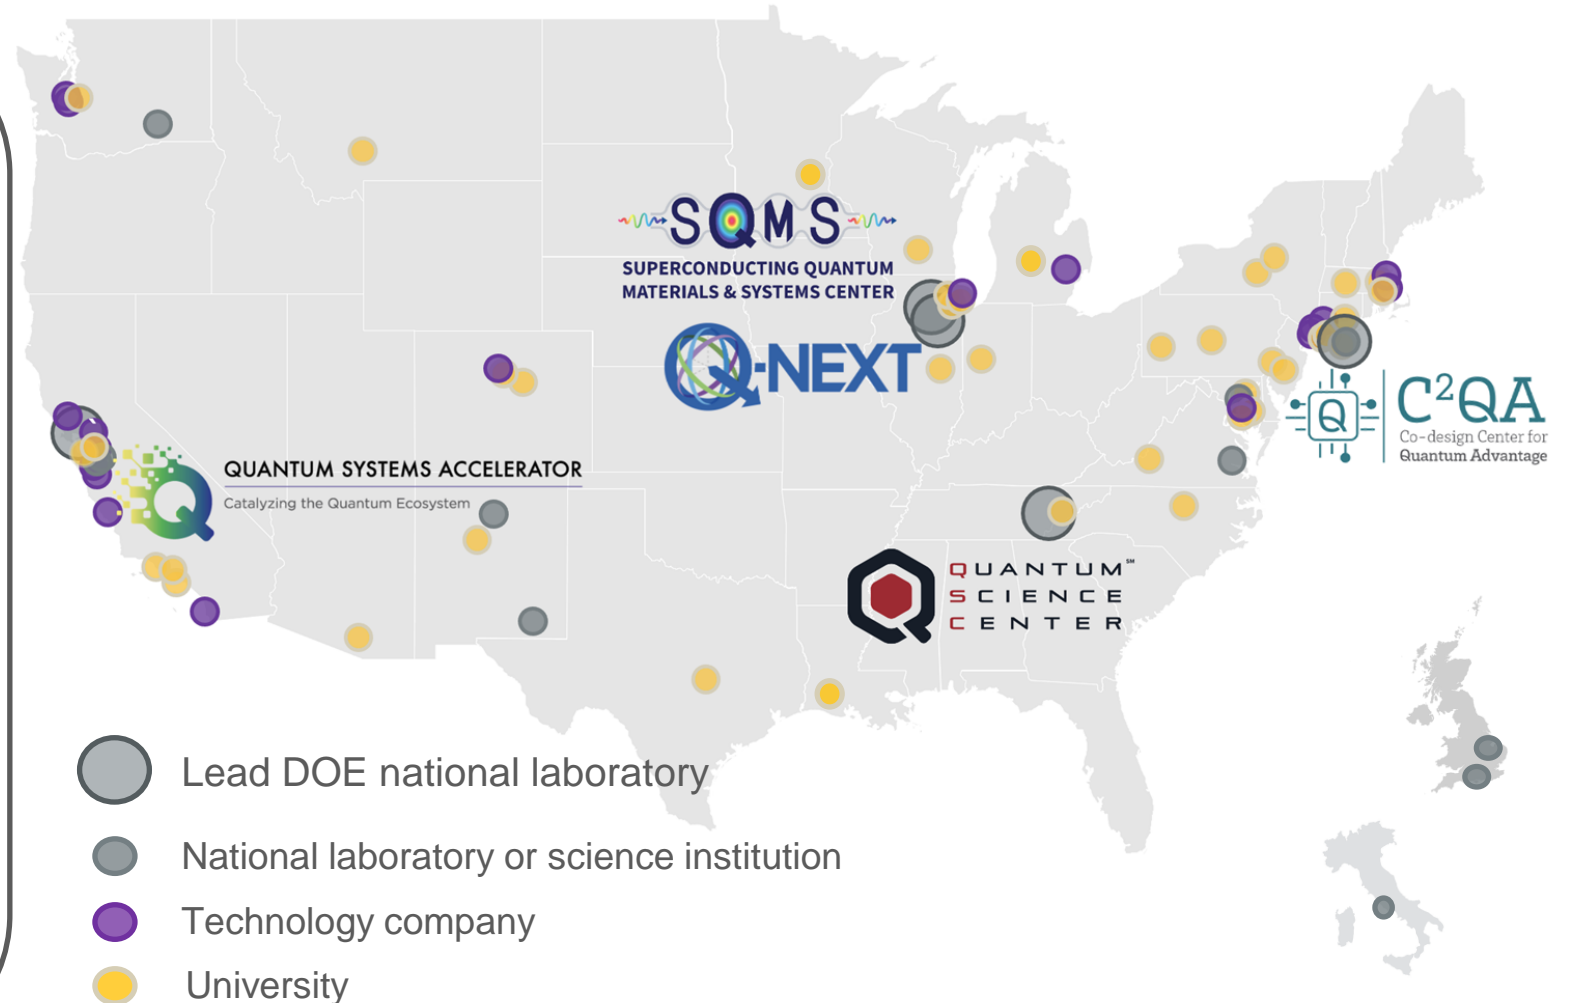 SQMS
SUPERCONDUCTING QUANTUM
MATERIALS & SYSTEMS CENTER
Q-NEXT
C²QA
Co-design Center for
Quantum Advantage
Q
QUANTUM SYSTEMS ACCELERATOR
Catalyzing the Quantum Ecosystem
QUANTUM℠
SCIENCE
CENTER
Lead DOE national laboratory
National laboratory or science institution
Technology company
University